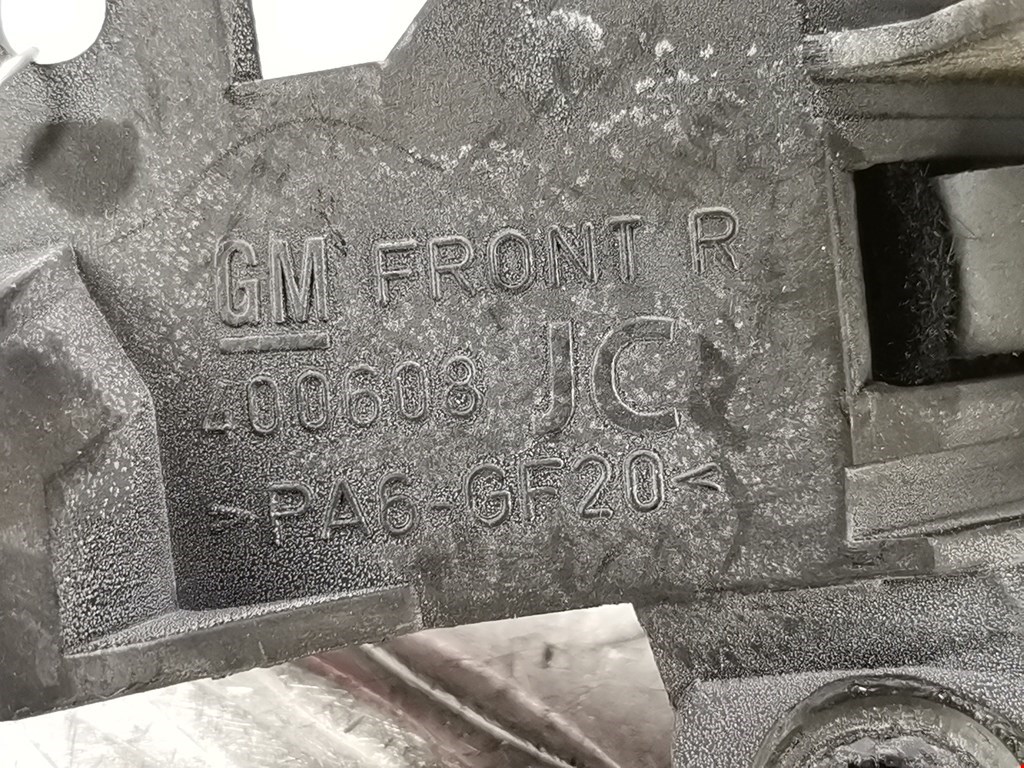 GM FRONT R
400608 JC
>PA6-GF20<